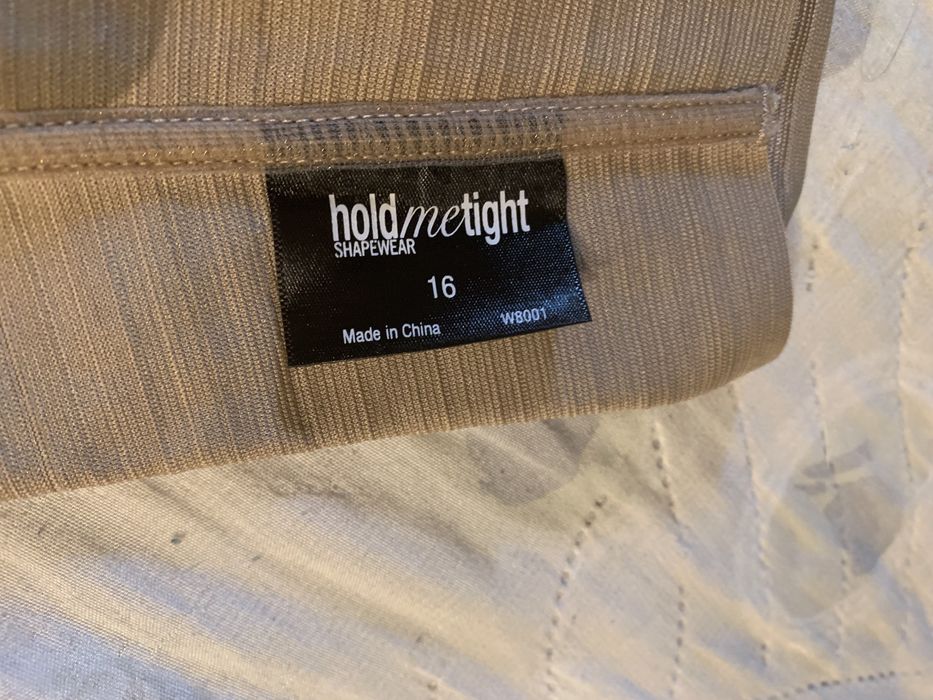 holdmetight
SHAPEWEAR
16
Made in China
W8001